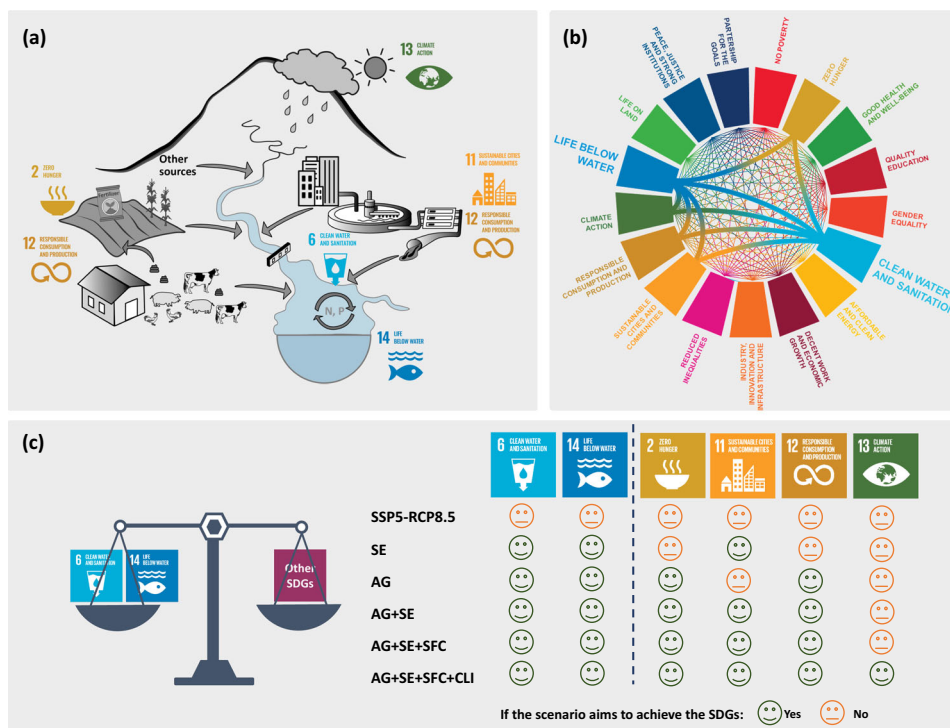 (a)
13 CLIMATE
ACTION
Other
sources
2 ZERO
HUNGER
Fertilizer
11 SUSTAINABLE CITIES
AND COMMUNITIES
12 RESPONSIBLE
CONSUMPTION
AND PRODUCTION
12 RESPONSIBLE
CONSUMPTION
AND PRODUCTION
6 CLEAN WATER
AND SANITATION
N, P
14 LIFE
BELOW WATER
(b)
NO POVERTY
ZERO
HUNGER
GOOD HEALTH
AND WELL-BEING
QUALITY
EDUCATION
GENDER
EQUALITY
CLEAN WATER
AND SANITATION
AFFORDABLE
AND CLEAN
ENERGY
DECENT WORK
AND ECONOMIC
GROWTH
INDUSTRY,
INNOVATION AND
INFRASTRUCTURE
REDUCED
INEQUALITIES
SUSTAINABLE
CITIES AND
COMMUNITIES
RESPONSIBLE
CONSUMPTION AND
PRODUCTION
CLIMATE
ACTION
LIFE BELOW
WATER
LIFE ON
LAND
PEACE, JUSTICE
AND STRONG
INSTITUTIONS
PARTERSHIP
FOR THE
GOALS
(c)
6 CLEAN WATER
AND SANITATION
14 LIFE
BELOW WATER
Other
SDGs
6 CLEAN WATER
AND SANITATION
14 LIFE
BELOW WATER
2 ZERO
HUNGER
11 SUSTAINABLE CITIES
AND COMMUNITIES
12 RESPONSIBLE
CONSUMPTION
AND PRODUCTION
13 CLIMATE
ACTION
SSP5-RCP8.5
SE
AG
AG+SE
AG+SE+SFC
AG+SE+SFC+CLI
If the scenario aims to achieve the SDGs: Yes No